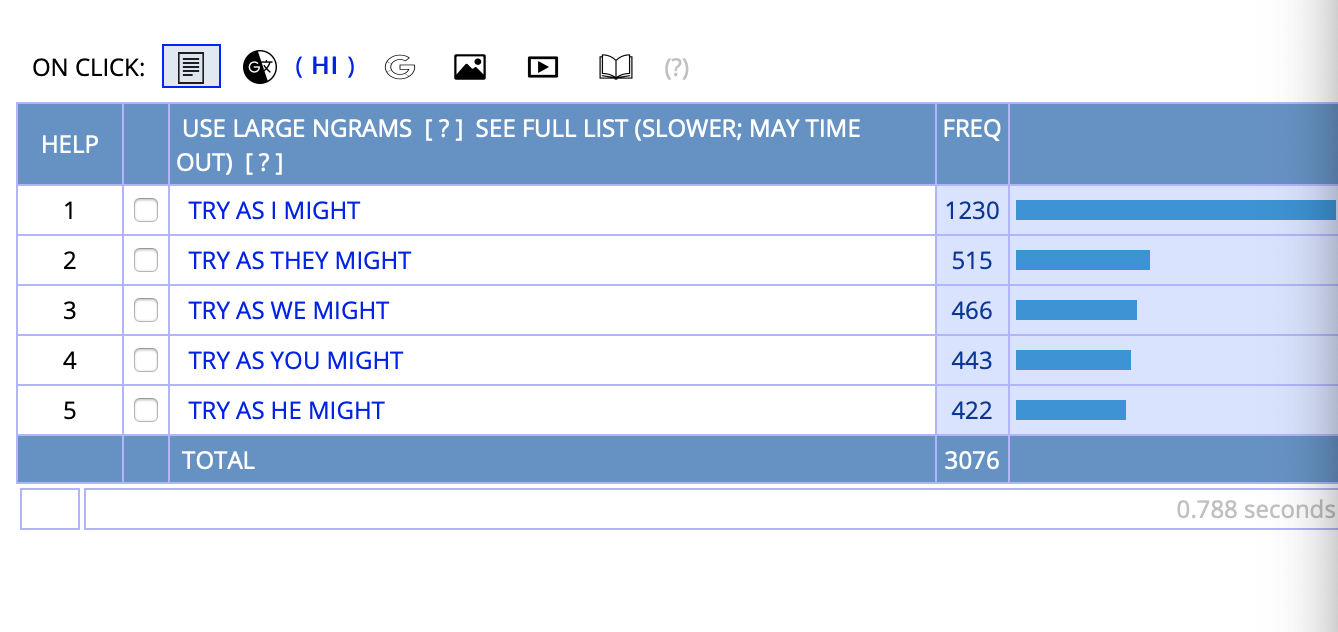 ON CLICK: ( HI ) (?)
HELP USE LARGE NGRAMS [ ? ] SEE FULL LIST (SLOWER; MAY TIME OUT) [ ? ] FREQ
1 TRY AS I MIGHT 1230
2 TRY AS THEY MIGHT 515
3 TRY AS WE MIGHT 466
4 TRY AS YOU MIGHT 443
5 TRY AS HE MIGHT 422
TOTAL 3076
0.788 seconds